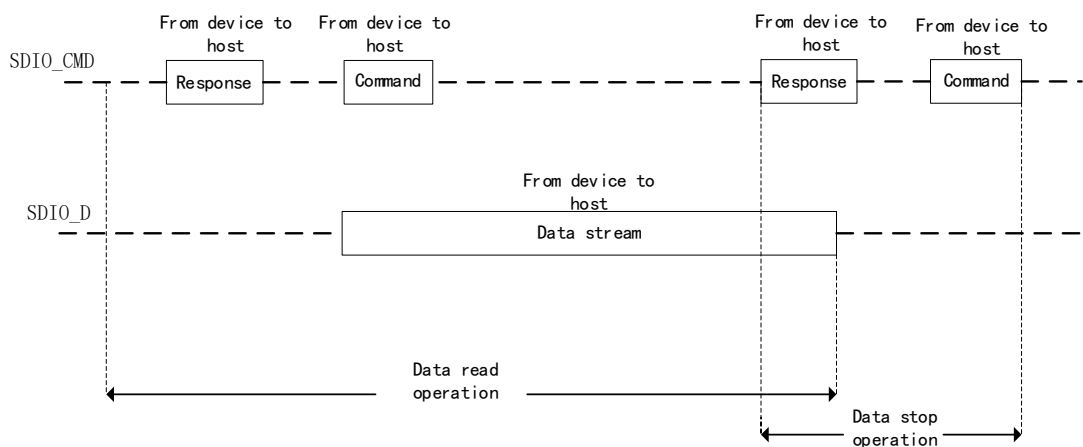 From device to
host
From device to
host
From device to
host
From device to
host
SDIO_CMD
Response
Command
Response
Command
From device to
host
SDIO_D
Data stream
Data read
operation
Data stop
operation